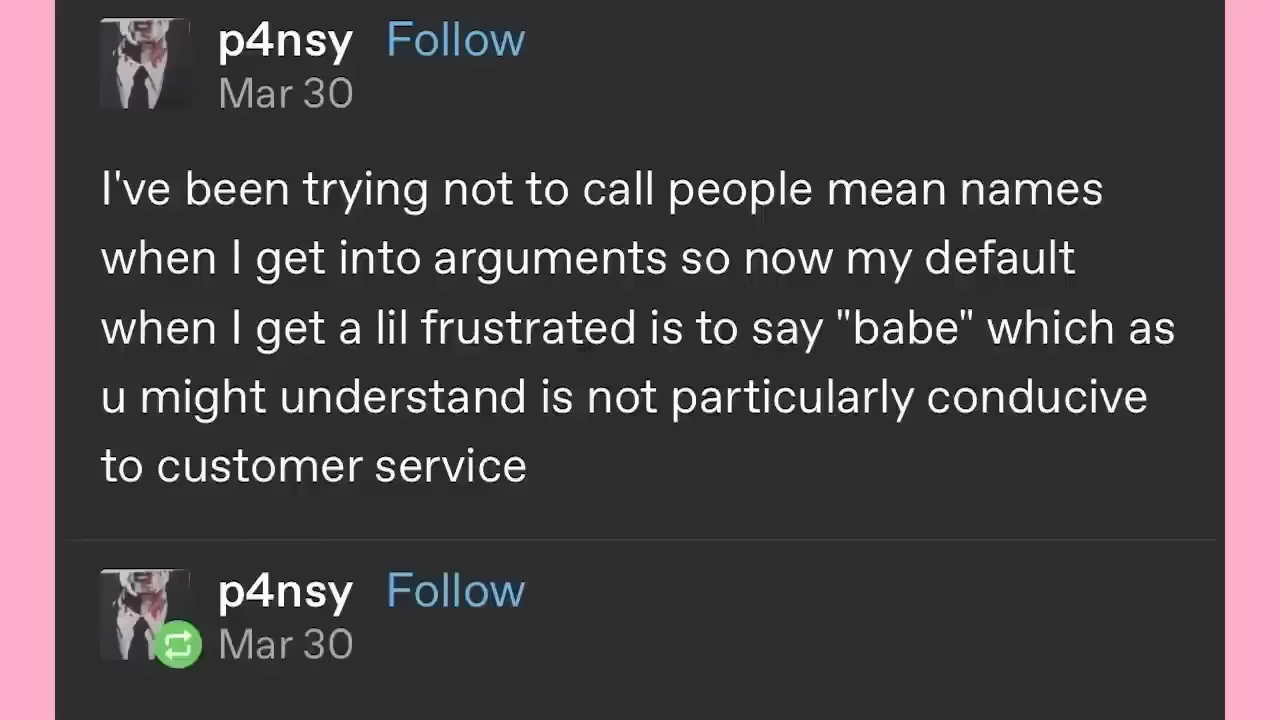 p4nsy Follow
Mar 30
I've been trying not to call people mean names
when I get into arguments so now my default
when I get a lil frustrated is to say "babe" which as
u might understand is not particularly conducive
to customer service
p4nsy Follow
Mar 30